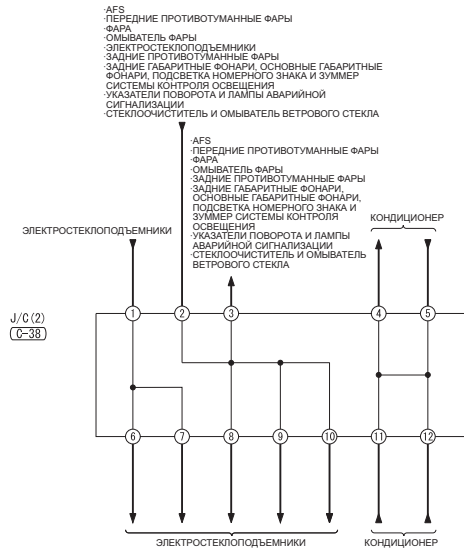 ·AFS
·ПЕРЕДНИЕ ПРОТИВОТУМАННЫЕ ФАРЫ
·ФАРА
·ОМЫВАТЕЛЬ ФАРЫ
·ЭЛЕКТРОСТЕКЛОПОДЪЕМНИКИ
·ЗАДНИЕ ПРОТИВОТУМАННЫЕ ФАРЫ
·ЗАДНИЕ ГАБАРИТНЫЕ ФОНАРИ, ОСНОВНЫЕ ГАБАРИТНЫЕ
ФОНАРИ, ПОДСВЕТКА НОМЕРНОГО ЗНАКА И ЗУММЕР
СИСТЕМЫ КОНТРОЛЯ ОСВЕЩЕНИЯ
·УКАЗАТЕЛИ ПОВОРОТА И ЛАМПЫ АВАРИЙНОЙ
СИГНАЛИЗАЦИИ
·СТЕКЛООЧИСТИТЕЛЬ И ОМЫВАТЕЛЬ ВЕТРОВОГО СТЕКЛА
·AFS
·ПЕРЕДНИЕ ПРОТИВОТУМАННЫЕ ФАРЫ
·ФАРА
·ОМЫВАТЕЛЬ ФАРЫ
·ЗАДНИЕ ПРОТИВОТУМАННЫЕ ФАРЫ
·ЗАДНИЕ ГАБАРИТНЫЕ ФОНАРИ,
ОСНОВНЫЕ ГАБАРИТНЫЕ ФОНАРИ,
ПОДСВЕТКА НОМЕРНОГО ЗНАКА И
ЗУММЕР СИСТЕМЫ КОНТРОЛЯ
ОСВЕЩЕНИЯ
·УКАЗАТЕЛИ ПОВОРОТА И ЛАМПЫ
АВАРИЙНОЙ СИГНАЛИЗАЦИИ
·СТЕКЛООЧИСТИТЕЛЬ И ОМЫВАТЕЛЬ
ВЕТРОВОГО СТЕКЛА
ЭЛЕКТРОСТЕКЛОПОДЪЕМНИКИ
КОНДИЦИОНЕР
J/C(2)
C-38
1 2 3 4 5
6 7 8 9 10 11 12
ЭЛЕКТРОСТЕКЛОПОДЪЕМНИКИ
КОНДИЦИОНЕР